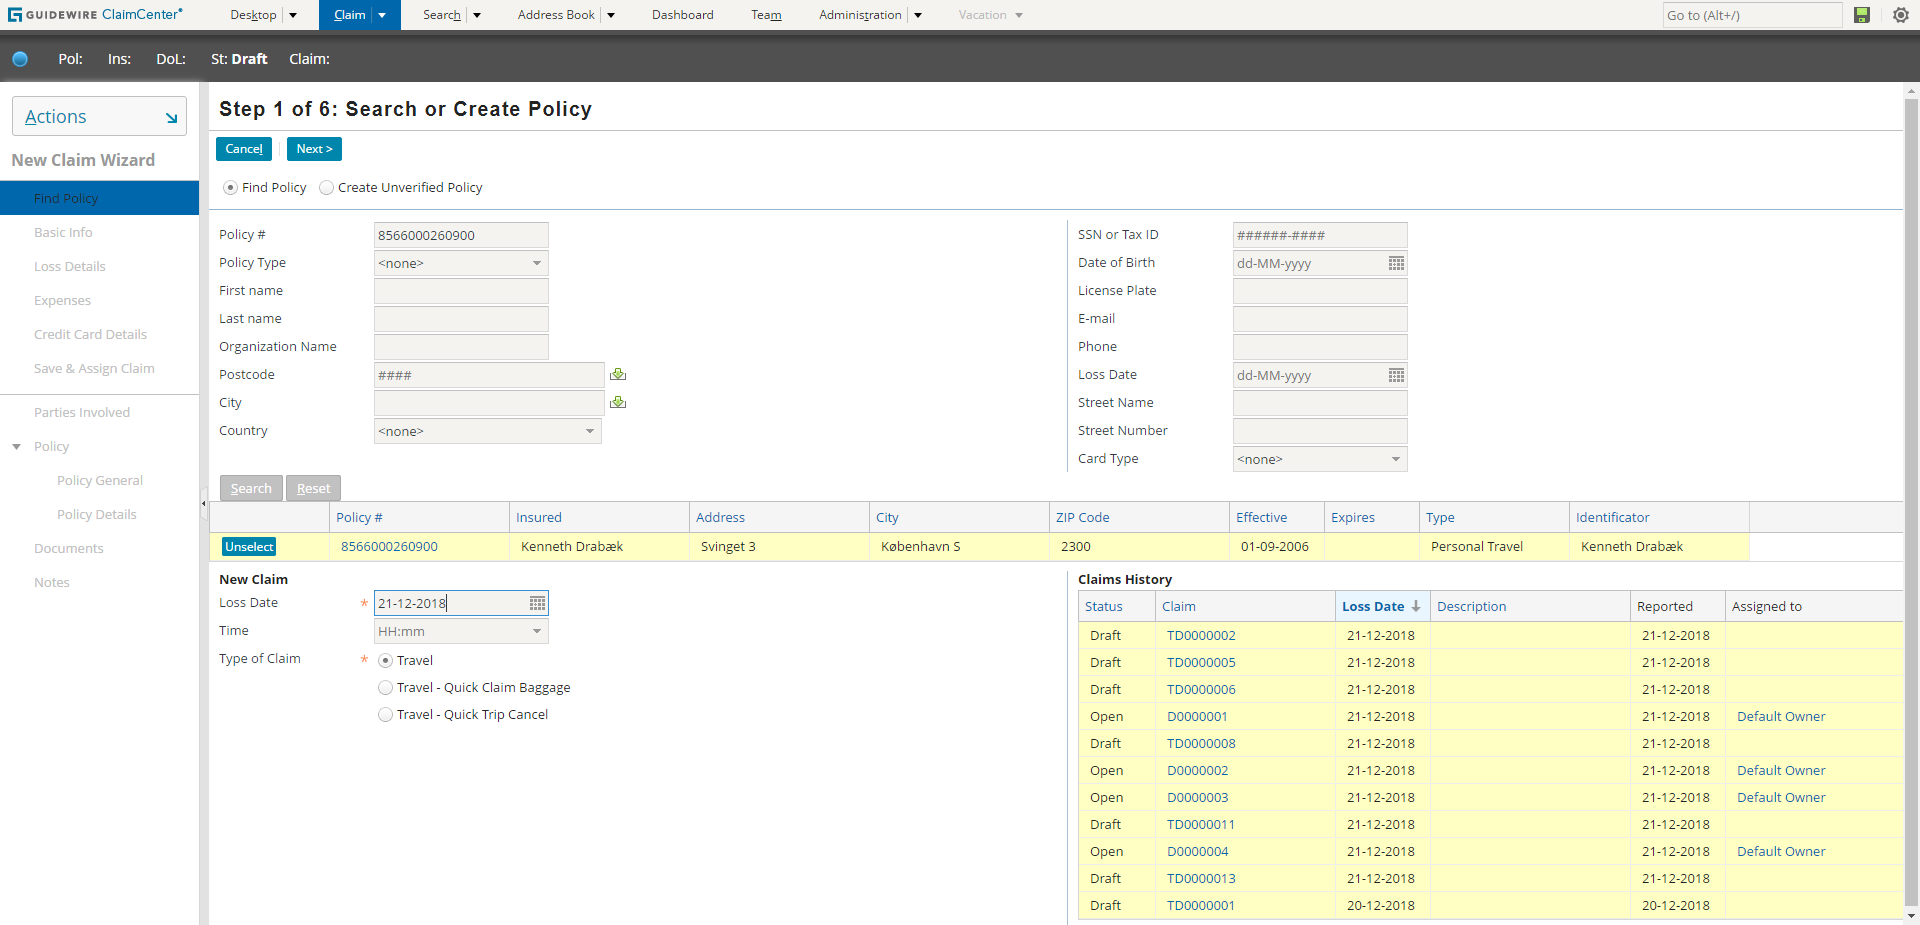 GUIDEWIRE ClaimCenter® Desktop Claim Search Address Book Dashboard Team Administration Vacation Go to (Alt+/)
Pol: Ins: DoL: St: Draft Claim:
Actions
New Claim Wizard
Find Policy
Basic Info
Loss Details
Expenses
Credit Card Details
Save & Assign Claim
Parties Involved
Policy
Policy General
Policy Details
Documents
Notes
Step 1 of 6: Search or Create Policy
Cancel Next >
Find Policy Create Unverified Policy
Policy # 8566000260900
Policy Type <none>
First name
Last name
Organization Name
Postcode ####
City
Country <none>
SSN or Tax ID ######-####
Date of Birth dd-MM-yyyy
License Plate
E-mail
Phone
Loss Date dd-MM-yyyy
Street Name
Street Number
Card Type <none>
Search Reset
Policy # Insured Address City ZIP Code Effective Expires Type Identificator
Unselect 8566000260900 Kenneth Drabæk Svinget 3 København S 2300 01-09-2006 Personal Travel Kenneth Drabæk
New Claim
Loss Date * 21-12-2018
Time HH:mm
Type of Claim * Travel
Travel - Quick Claim Baggage
Travel - Quick Trip Cancel
Claims History
Status Claim Loss Date Description Reported Assigned to
Draft TD0000002 21-12-2018 21-12-2018
Draft TD0000005 21-12-2018 21-12-2018
Draft TD0000006 21-12-2018 21-12-2018
Open D0000001 21-12-2018 21-12-2018 Default Owner
Draft TD0000008 21-12-2018 21-12-2018
Open D0000002 21-12-2018 21-12-2018 Default Owner
Open D0000003 21-12-2018 21-12-2018 Default Owner
Draft TD0000011 21-12-2018 21-12-2018
Open D0000004 21-12-2018 21-12-2018 Default Owner
Draft TD0000013 21-12-2018 21-12-2018
Draft TD0000001 20-12-2018 20-12-2018